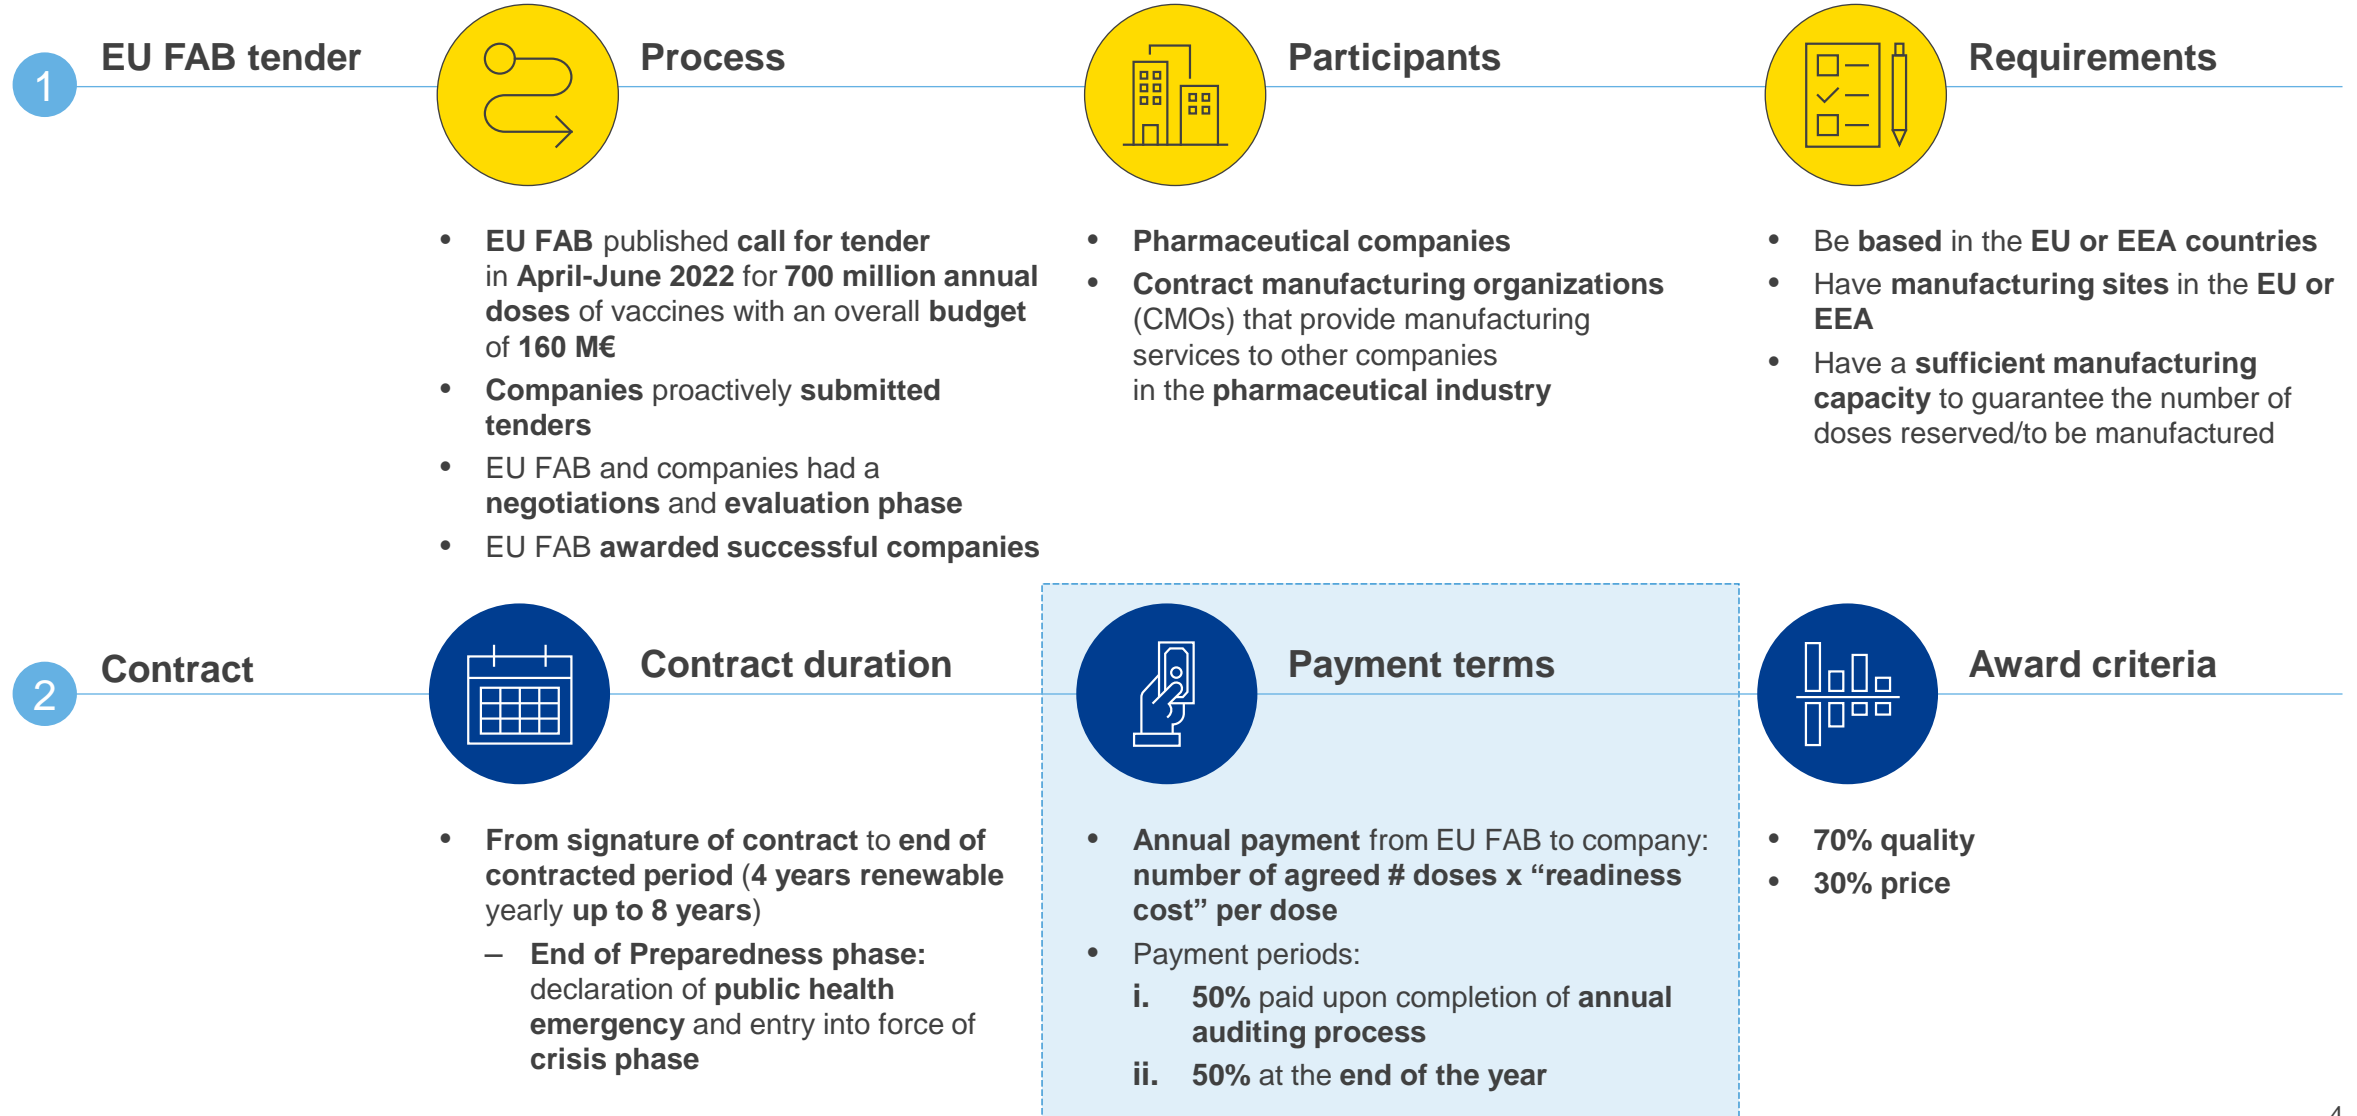 1
EU FAB tender
Process
Participants
Requirements
• EU FAB published call for tender
in April-June 2022 for 700 million annual
doses of vaccines with an overall budget
of 160 M€
• Companies proactively submitted
tenders
• EU FAB and companies had a
negotiations and evaluation phase
• EU FAB awarded successful companies
• Pharmaceutical companies
• Contract manufacturing organizations
(CMOs) that provide manufacturing
services to other companies
in the pharmaceutical industry
• Be based in the EU or EEA countries
• Have manufacturing sites in the EU or
EEA
• Have a sufficient manufacturing
capacity to guarantee the number of
doses reserved/to be manufactured
2
Contract
Contract duration
Payment terms
Award criteria
• From signature of contract to end of
contracted period (4 years renewable
yearly up to 8 years)
– End of Preparedness phase:
declaration of public health
emergency and entry into force of
crisis phase
• Annual payment from EU FAB to company:
number of agreed # doses x “readiness
cost” per dose
• Payment periods:
i. 50% paid upon completion of annual
auditing process
ii. 50% at the end of the year
• 70% quality
• 30% price
4